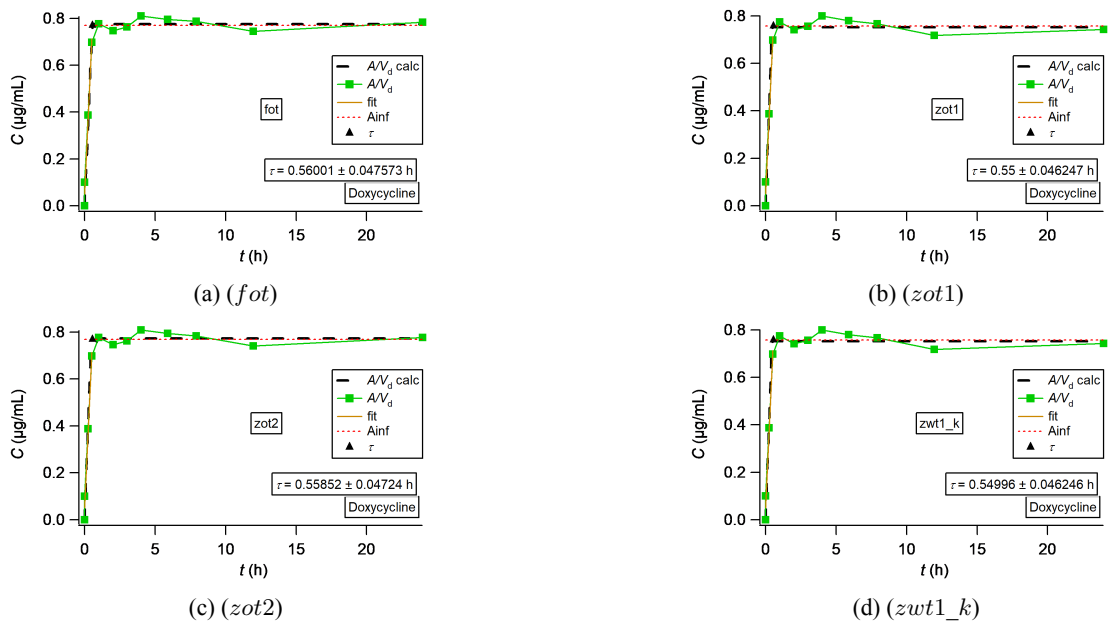 0.8
0.6
0.4
0.2
0.0
C (µg/mL)
A/Vd calc
A/Vd
fit
Ainf
τ
fot
τ = 0.56001 ± 0.047573 h
Doxycycline
0 5 10 15 20
t (h)
(a) (fot)
0.8
0.6
0.4
0.2
0.0
C (µg/mL)
A/Vd calc
A/Vd
fit
Ainf
τ
zot1
τ = 0.55 ± 0.046247 h
Doxycycline
0 5 10 15 20
t (h)
(b) (zot1)
0.8
0.6
0.4
0.2
0.0
C (µg/mL)
A/Vd calc
A/Vd
fit
Ainf
τ
zot2
τ = 0.55852 ± 0.04724 h
Doxycycline
0 5 10 15 20
t (h)
(c) (zot2)
0.8
0.6
0.4
0.2
0.0
C (µg/mL)
A/Vd calc
A/Vd
fit
Ainf
τ
zwt1_k
τ = 0.54996 ± 0.046246 h
Doxycycline
0 5 10 15 20
t (h)
(d) (zwt1_k)